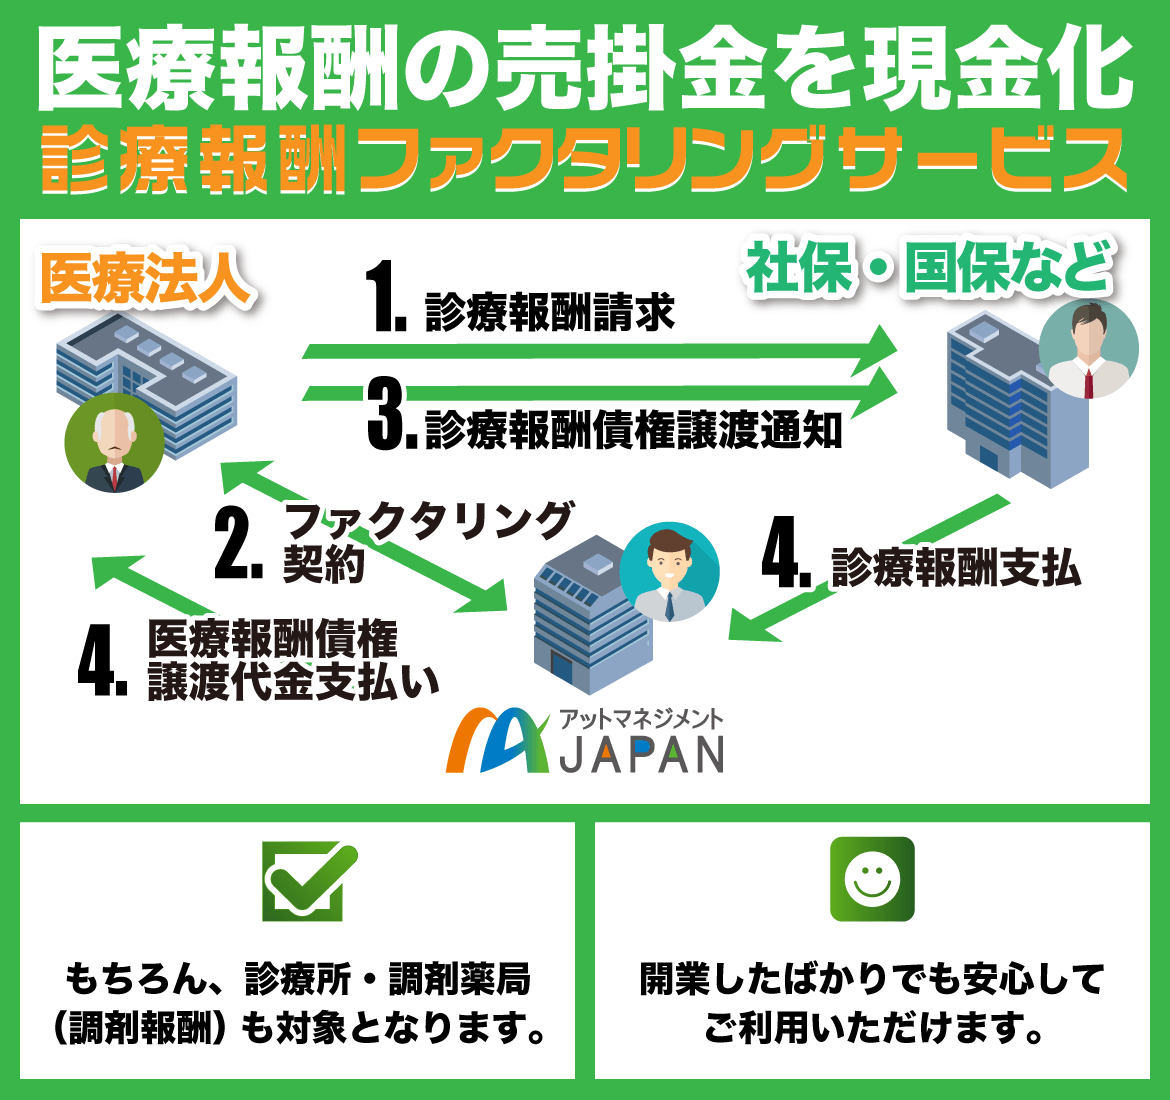 医療報酬の売掛金を現金化
診療報酬ファクタリングサービス
医療法人
社保・国保など
1. 診療報酬請求
3. 診療報酬債権譲渡通知
2. ファクタリング
契約
4. 診療報酬支払
4. 医療報酬債権
譲渡代金支払い
アットマネジメント
JAPAN
もちろん、診療所・調剤薬局
（調剤報酬）も対象となります。
開業したばかりでも安心して
ご利用いただけます。